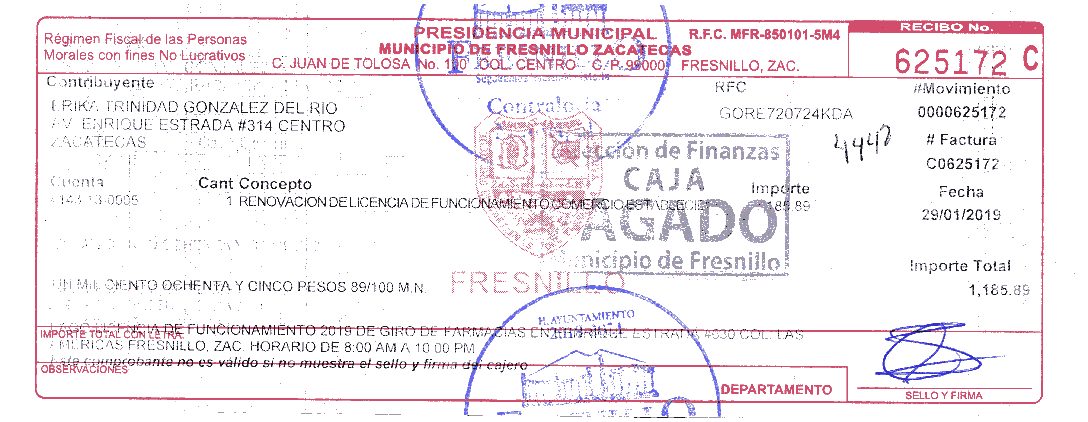 PRESIDENCIA MUNICIPAL R.F.C. MFR-850101-5M4
RECIBO No.
Régimen Fiscal de las Personas
Morales con fines No Lucrativos
MUNICIPIO DE FRESNILLO ZACATECAS
C. JUAN DE TOLOSA No. 100 COL. CENTRO C. P. 99000 FRESNILLO, ZAC.
625172 C
Contribuyente
RFC
#Movimiento
ERIKA TRINIDAD GONZALEZ DEL RIO
GORE720724KDA
0000625172
AV. ENRIQUE ESTRADA #314 CENTRO
ZACATECAS
Contraloria
4440
# Factura
C0625172
Dirección de Finanzas
CAJA
PAGADO
Municipio de Fresnillo
Cuenta
Cant Concepto
Importe
Fecha
1 RENOVACION DE LICENCIA DE FUNCIONAMIENTO COMERCIO ESTABLECIDO
1,185.89
29/01/2019
Importe Total
1,185.89
UN MIL CIENTO OCHENTA Y CINCO PESOS 89/100 M.N.
FRESNILLO
H. AYUNTAMIENTO
LICENCIA DE FUNCIONAMIENTO 2019 DE GIRO DE FARMACIAS EN ENRIQUE ESTRADA #330 COL. LAS
IMPORTE TOTAL CON LETRA
AMERICAS FRESNILLO, ZAC. HORARIO DE 8:00 AM A 10:00 PM
Este comprobante no es válido si no muestra el sello y firma del cajero
OBSERVACIONES
DEPARTAMENTO
SELLO Y FIRMA